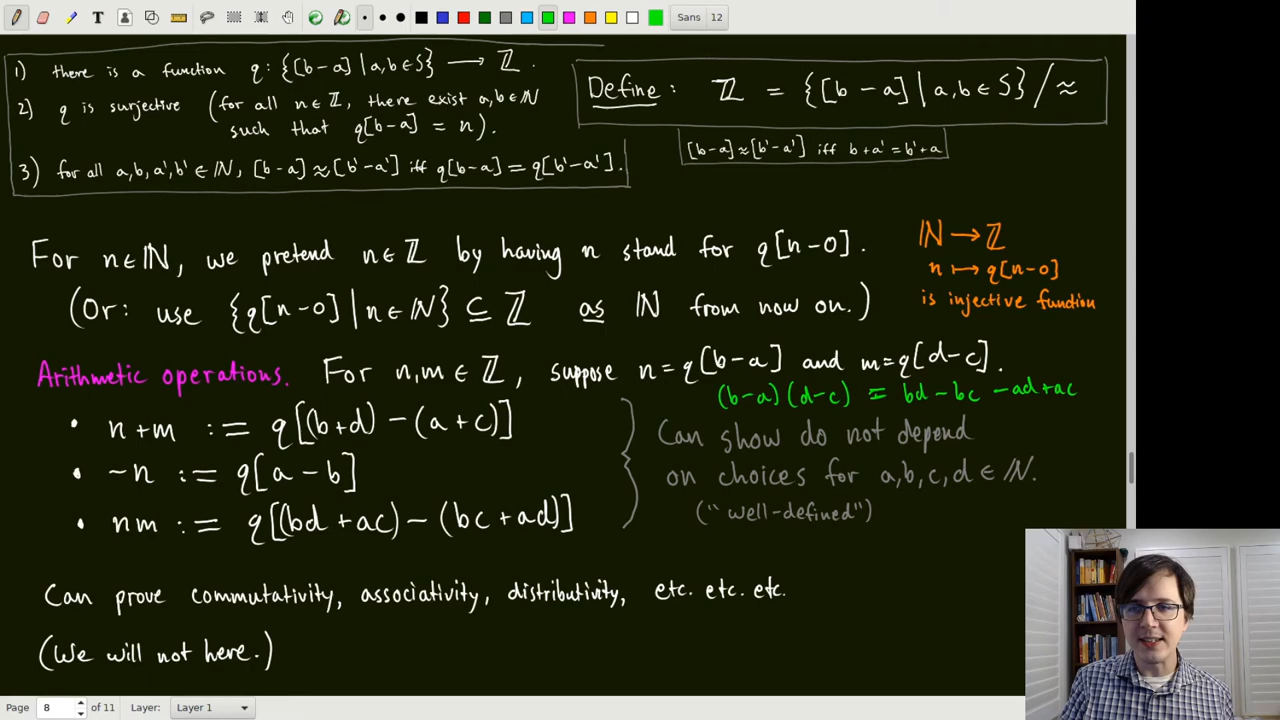 Sans 12
1) there is a function q: {[b-a] | a,b ∈ S} ⟶ ℤ.
2) q is surjective (for all n∈ℤ, there exist a,b∈ℕ
such that q[b-a] = n).
3) for all a,b,a',b' ∈ ℕ, [b-a] ≈ [b'-a'] iff q[b-a] = q[b'-a'].
Define: ℤ = {[b-a] | a,b ∈ S} / ≈
[b-a] ≈ [b'-a'] iff b+a' = b'+a
For n∈ℕ, we pretend n∈ℤ by having n stand for q[n-0].
(Or: use {q[n-0] | n∈ℕ} ⊆ ℤ as ℕ from now on.)
ℕ ⟶ ℤ
n ⟼ q[n-0]
is injective function
Arithmetic operations. For n,m ∈ ℤ, suppose n = q[b-a] and m = q[d-c].
(b-a)(d-c) = bd - bc - ad + ac
• n+m := q[(b+d) - (a+c)]
• -n := q[a-b]
• nm := q[(bd+ac) - (bc+ad)]
Can show do not depend
on choices for a,b,c,d ∈ ℕ.
("well-defined")
Can prove commutativity, associativity, distributivity, etc. etc. etc.
(We will not here.)
Page 8 of 11 Layer: Layer 1